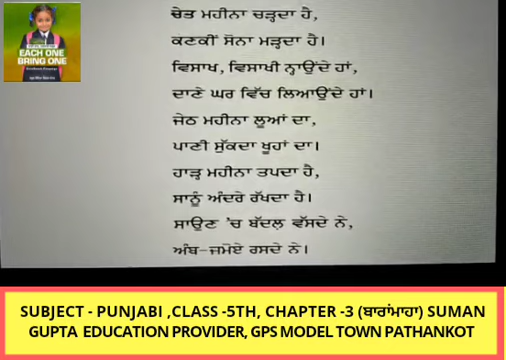 EACH ONE
BRING ONE
ਚੇਤ ਮਹੀਨਾ ਚੜ੍ਹਦਾ ਹੈ,
ਕਣਕੀਂ ਸੋਨਾ ਮੜ੍ਹਦਾ ਹੈ।
ਵਿਸਾਖ, ਵਿਸਾਖੀ ਨ੍ਹਾਉਂਦੇ ਹਾਂ,
ਦਾਣੇ ਘਰ ਵਿੱਚ ਲਿਆਉਂਦੇ ਹਾਂ।
ਜੇਠ ਮਹੀਨਾ ਲੂਆਂ ਦਾ,
ਪਾਣੀ ਸੁੱਕਦਾ ਖੂਹਾਂ ਦਾ।
ਹਾੜ੍ਹ ਮਹੀਨਾ ਤਪਦਾ ਹੈ,
ਸਾਨੂੰ ਅੰਦਰੇ ਰੱਖਦਾ ਹੈ।
ਸਾਉਣ 'ਚ ਬੱਦਲ਼ ਵੱਸਦੇ ਨੇ,
ਅੰਬ-ਜਮੋਏ ਰਸਦੇ ਨੇ।
SUBJECT - PUNJABI ,CLASS -5TH, CHAPTER -3 (ਬਾਰਾਂਮਾਹਾ) SUMAN
GUPTA EDUCATION PROVIDER, GPS MODEL TOWN PATHANKOT